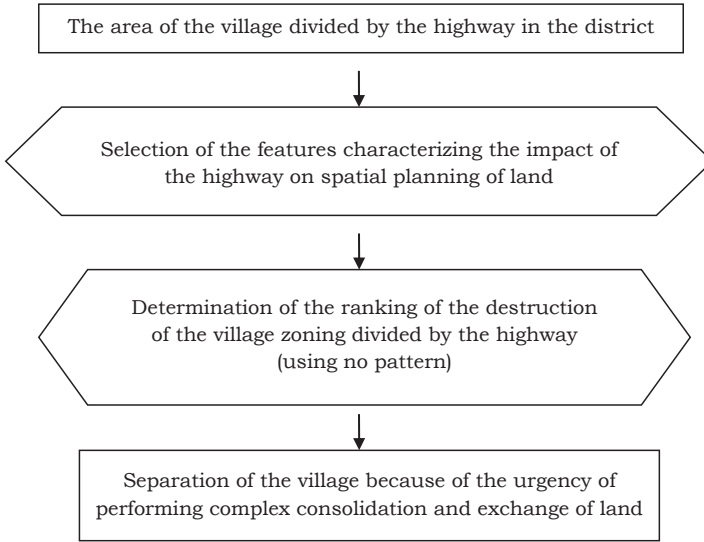 The area of the village divided by the highway in the district
Selection of the features characterizing the impact of
the highway on spatial planning of land
Determination of the ranking of the destruction
of the village zoning divided by the highway
(using no pattern)
Separation of the village because of the urgency of
performing complex consolidation and exchange of land